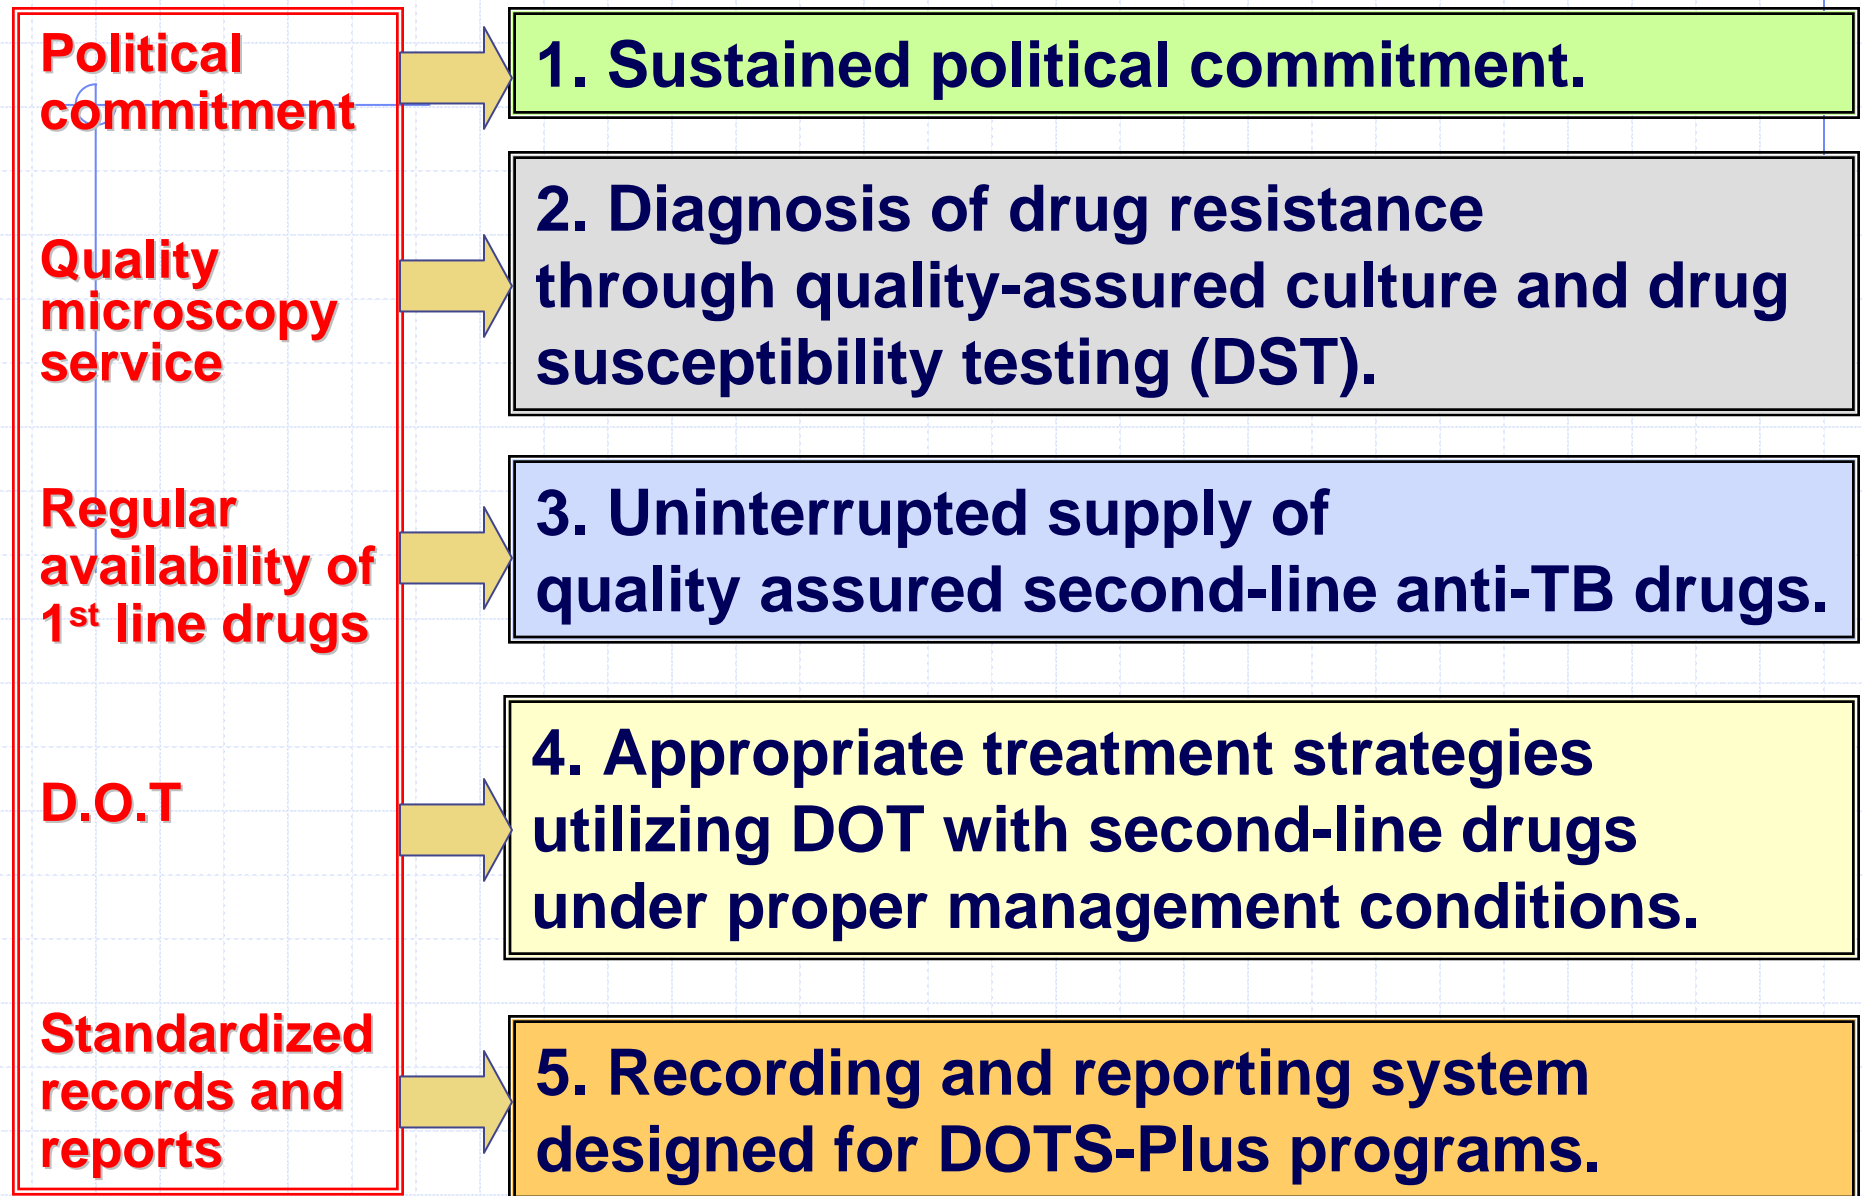 Political
commitment
1. Sustained political commitment.
Quality
microscopy
service
2. Diagnosis of drug resistance
through quality-assured culture and drug
susceptibility testing (DST).
Regular
availability of
1st line drugs
3. Uninterrupted supply of
quality assured second-line anti-TB drugs.
D.O.T
4. Appropriate treatment strategies
utilizing DOT with second-line drugs
under proper management conditions.
Standardized
records and
reports
5. Recording and reporting system
designed for DOTS-Plus programs.